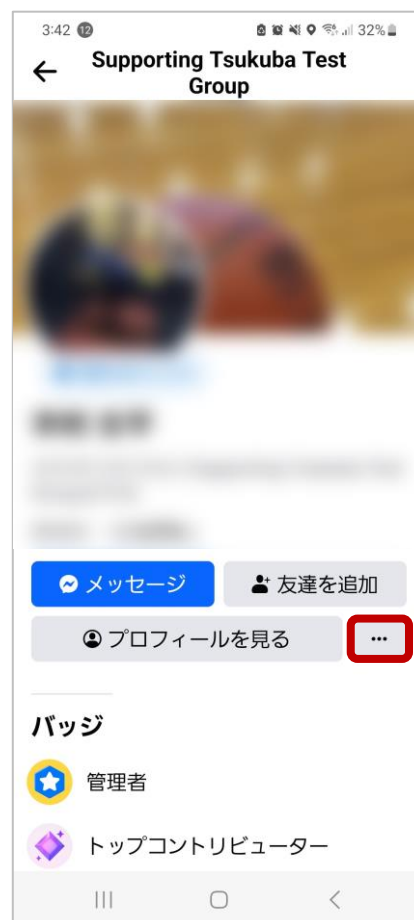 3:42 12 32%
Supporting Tsukuba Test
Group
メッセージ
友達を追加
プロフィールを見る
バッジ
管理者
トップコントリビューター